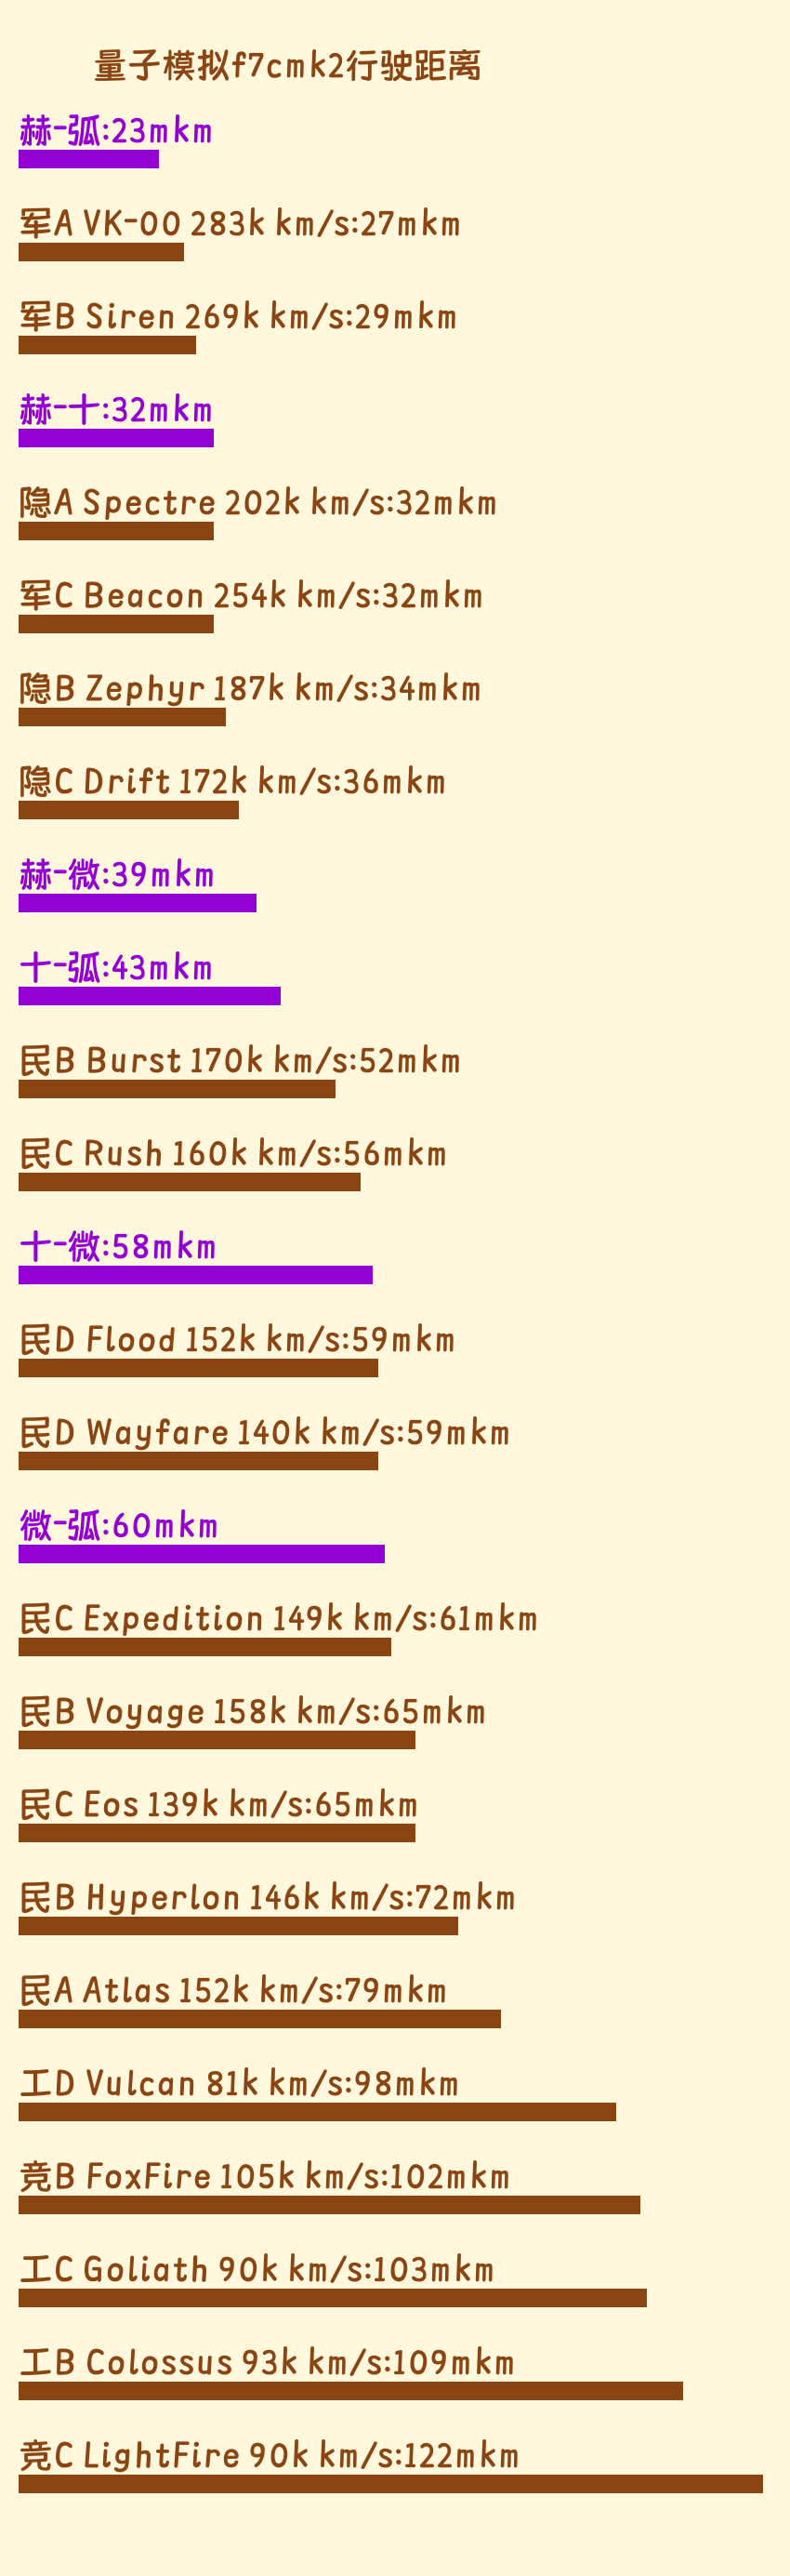 量子模拟f7cmk2行驶距离
赫-弧:23mkm
军A VK-00 283k km/s:27mkm
军B Siren 269k km/s:29mkm
赫-十:32mkm
隐A Spectre 202k km/s:32mkm
军C Beacon 254k km/s:32mkm
隐B Zephyr 187k km/s:34mkm
隐C Drift 172k km/s:36mkm
赫-微:39mkm
十-弧:43mkm
民B Burst 170k km/s:52mkm
民C Rush 160k km/s:56mkm
十-微:58mkm
民D Flood 152k km/s:59mkm
民D Wayfare 140k km/s:59mkm
微-弧:60mkm
民C Expedition 149k km/s:61mkm
民B Voyage 158k km/s:65mkm
民C Eos 139k km/s:65mkm
民B Hyperlon 146k km/s:72mkm
民A Atlas 152k km/s:79mkm
工D Vulcan 81k km/s:98mkm
竞B FoxFire 105k km/s:102mkm
工C Goliath 90k km/s:103mkm
工B Colossus 93k km/s:109mkm
竞C LightFire 90k km/s:122mkm